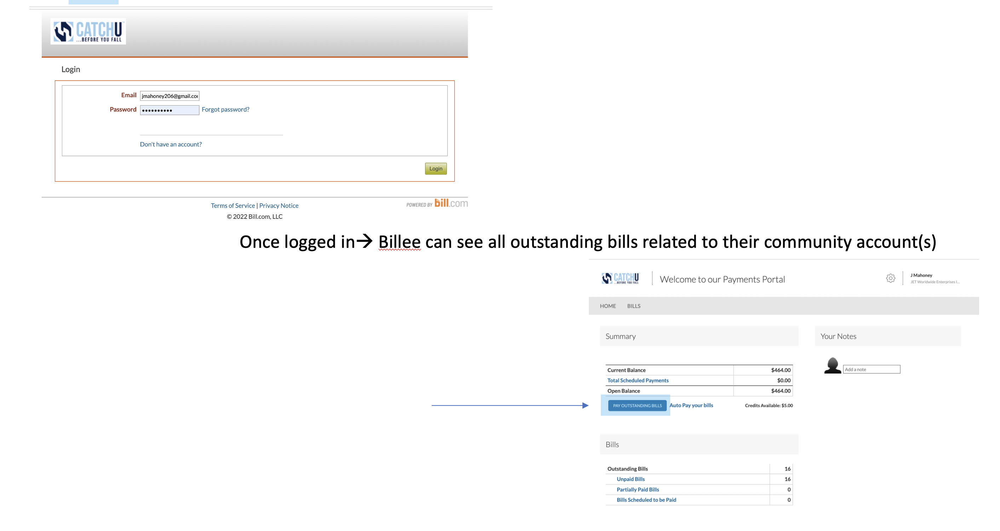 CATCHU
...BEFORE YOU FALL
Login
Email jmahoney206@gmail.co
Password •••••••••• Forgot password?
Don't have an account?
Login
Terms of Service | Privacy Notice
POWERED BY bill.com
© 2022 Bill.com, LLC
Once logged in→ Billee can see all outstanding bills related to their community account(s)
CATCHU
...BEFORE YOU FALL
Welcome to our Payments Portal
J Mahoney
JET Worldwide Enterprises I...
HOME BILLS
Summary
Your Notes
Add a note
Current Balance $464.00
Total Scheduled Payments $0.00
Open Balance $464.00
PAY OUTSTANDING BILLS Auto Pay your bills Credits Available: $5.00
Bills
Outstanding Bills 16
Unpaid Bills 16
Partially Paid Bills 0
Bills Scheduled to be Paid 0